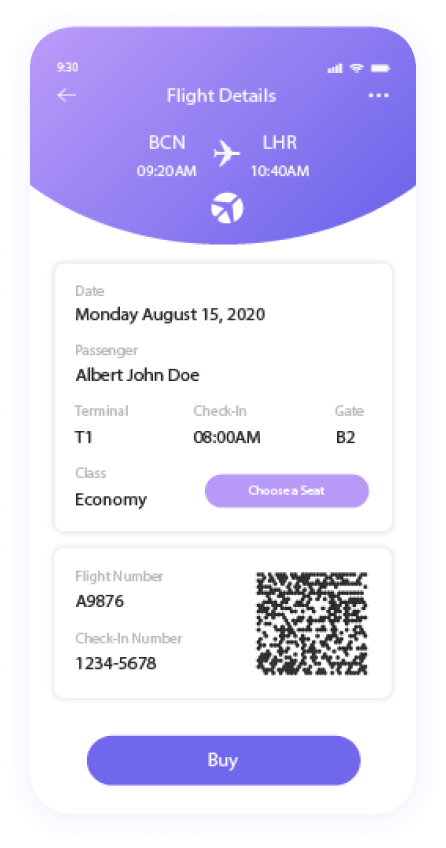 9:30
Flight Details
BCN LHR
09:20AM 10:40AM
Date
Monday August 15, 2020
Passenger
Albert John Doe
Terminal Check-In Gate
T1 08:00AM B2
Class
Economy
Choose a Seat
Flight Number
A9876
Check-In Number
1234-5678
Buy